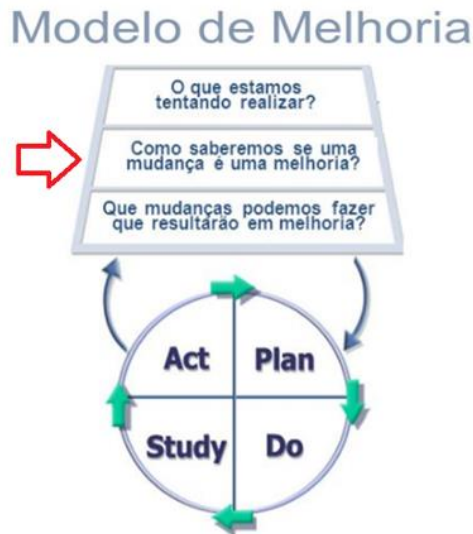 Modelo de Melhoria
O que estamos
tentando realizar?
Como saberemos se uma
mudança é uma melhoria?
Que mudanças podemos fazer
que resultarão em melhoria?
Act Plan
Study Do